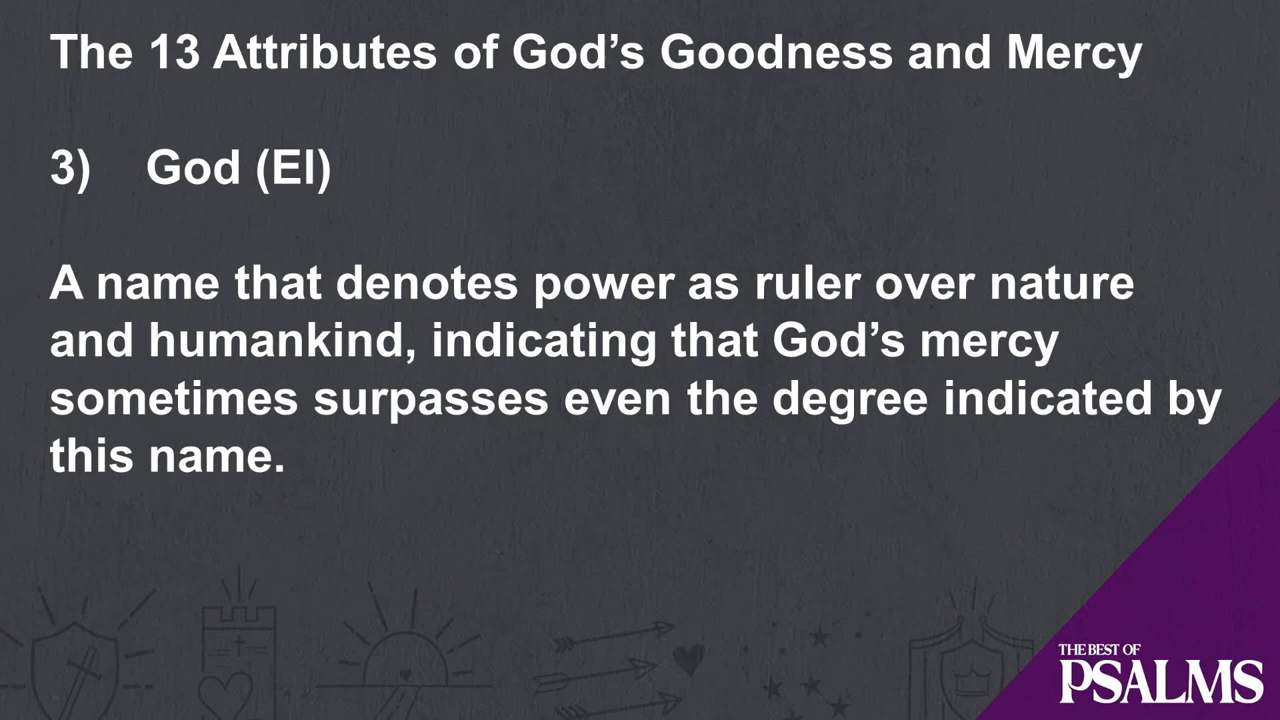 The 13 Attributes of God’s Goodness and Mercy
3) God (El)
A name that denotes power as ruler over nature
and humankind, indicating that God’s mercy
sometimes surpasses even the degree indicated by
this name.
THE BEST OF
PSALMS